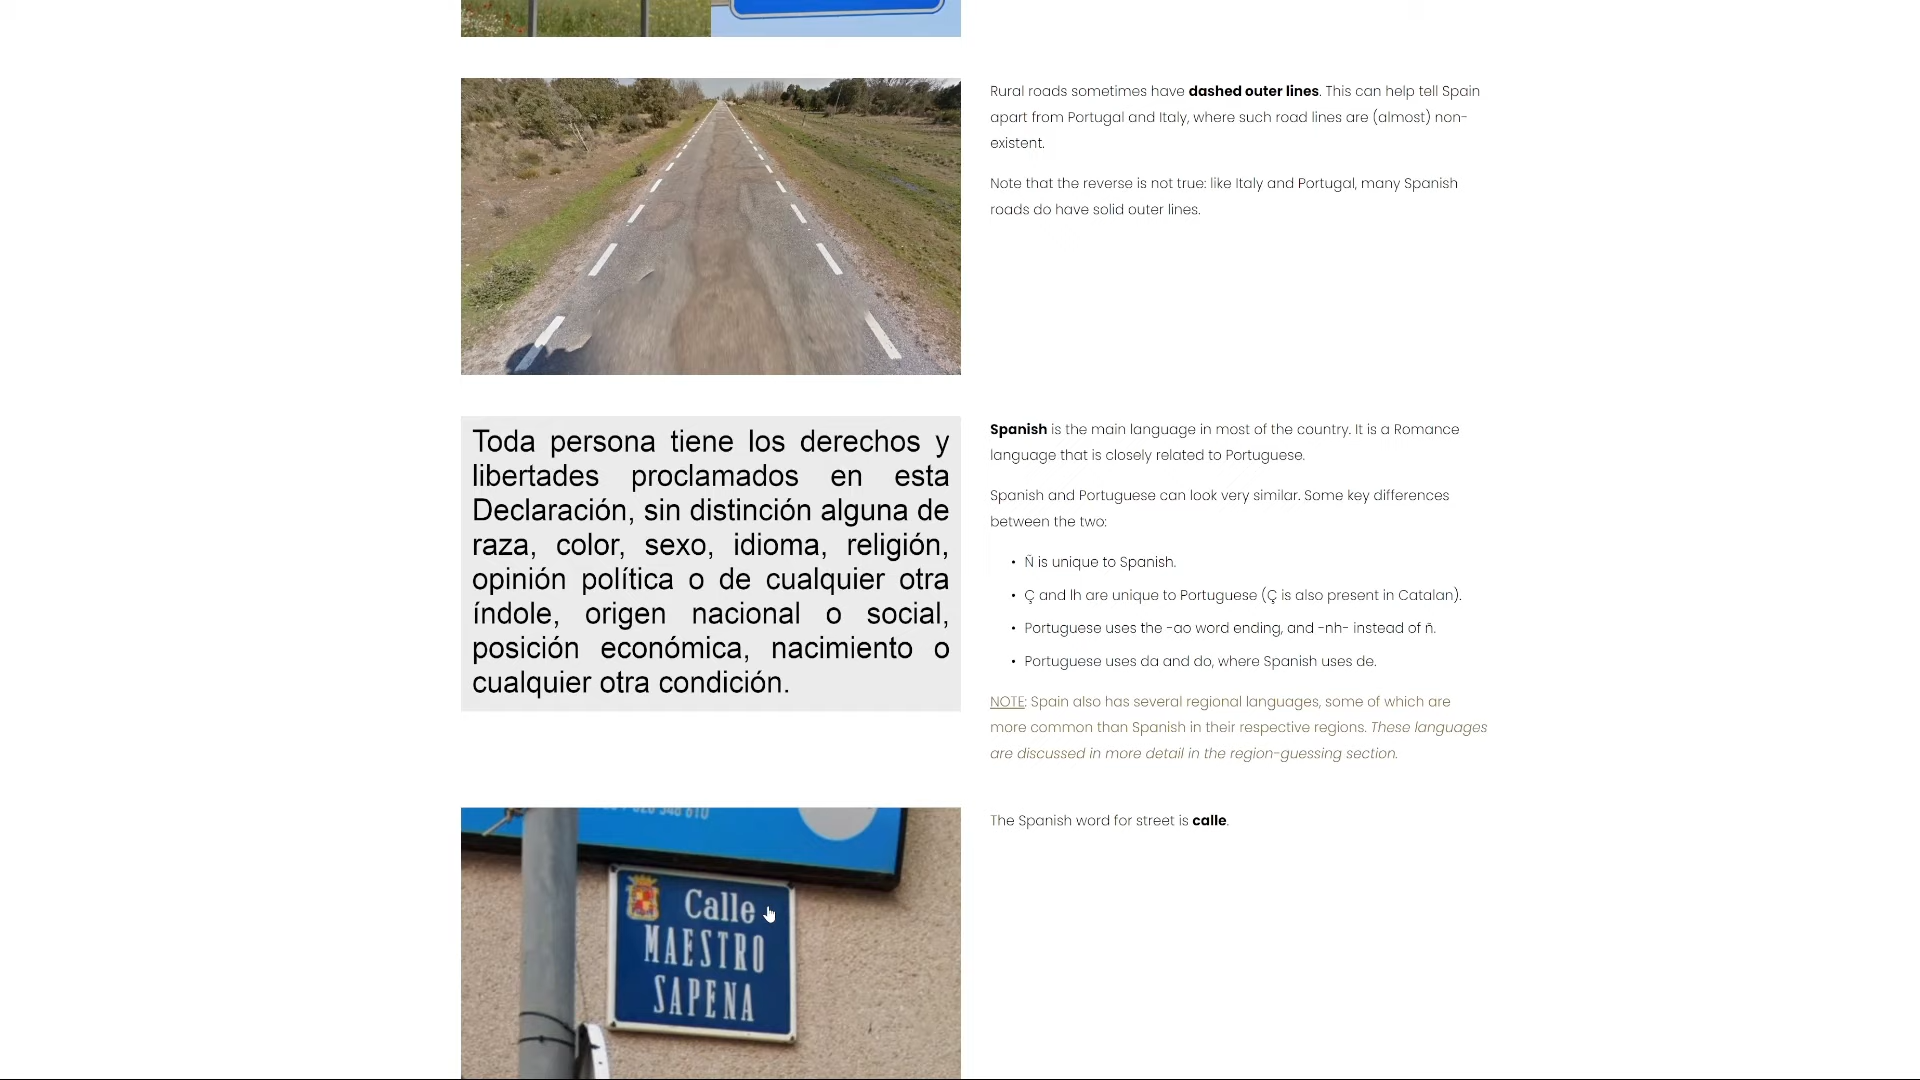 Rural roads sometimes have dashed outer lines. This can help tell Spain
apart from Portugal and Italy, where such road lines are (almost) non-
existent.
Note that the reverse is not true: like Italy and Portugal, many Spanish
roads do have solid outer lines.
Toda persona tiene los derechos y
libertades proclamados en esta
Declaración, sin distinción alguna de
raza, color, sexo, idioma, religión,
opinión política o de cualquier otra
índole, origen nacional o social,
posición económica, nacimiento o
cualquier otra condición.
Spanish is the main language in most of the country. It is a Romance
language that is closely related to Portuguese.
Spanish and Portuguese can look very similar. Some key differences
between the two:
• Ñ is unique to Spanish.
• Ç and lh are unique to Portuguese (Ç is also present in Catalan).
• Portuguese uses the -ao word ending, and -nh- instead of ñ.
• Portuguese uses da and do, where Spanish uses de.
NOTE: Spain also has several regional languages, some of which are
more common than Spanish in their respective regions. These languages
are discussed in more detail in the region-guessing section.
Calle
MAESTRO
SAPENA
The Spanish word for street is calle.